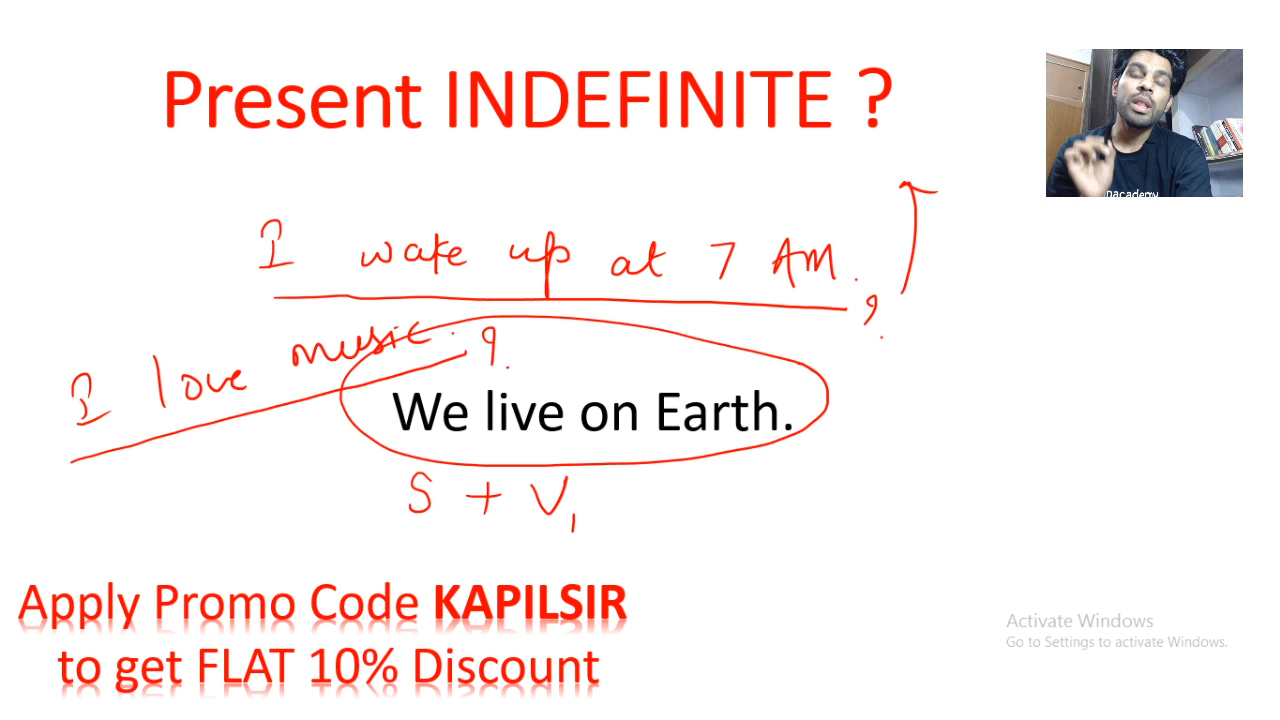 Present INDEFINITE ?
nacademy
I wake up at 7 AM.
I love music.
We live on Earth.
S + V1
Apply Promo Code KAPILSIR
to get FLAT 10% Discount
Activate Windows
Go to Settings to activate Windows.